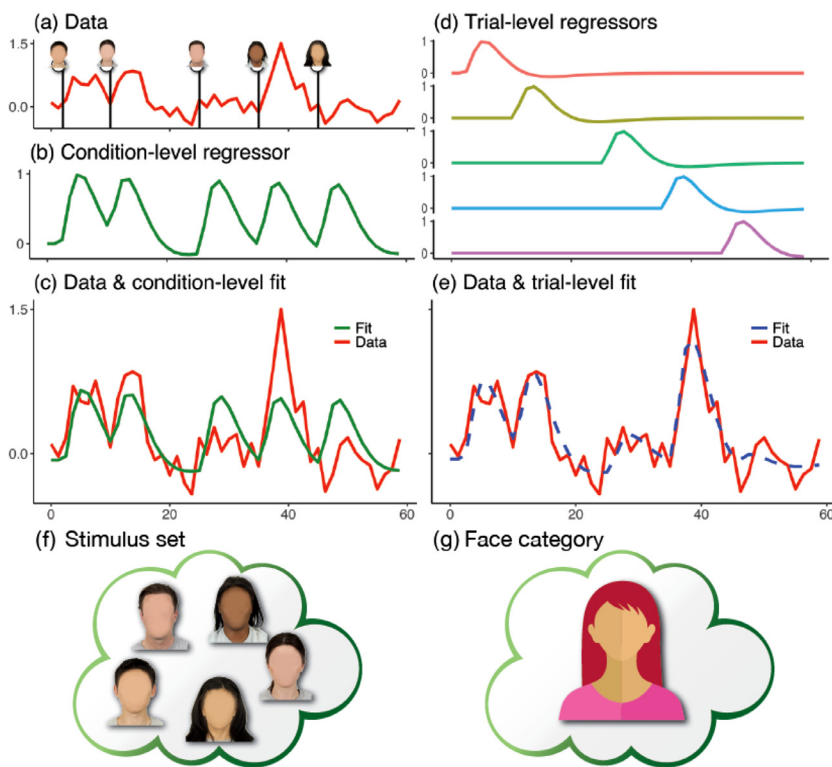 (a) Data
1.5
0.0
(b) Condition-level regressor
1
0
(c) Data & condition-level fit
1.5
0.0
Fit
Data
0
20
40
60
(d) Trial-level regressors
1
0
1
0
1
0
1
0
1
0
(e) Data & trial-level fit
Fit
Data
0
20
40
60
(f) Stimulus set
(g) Face category